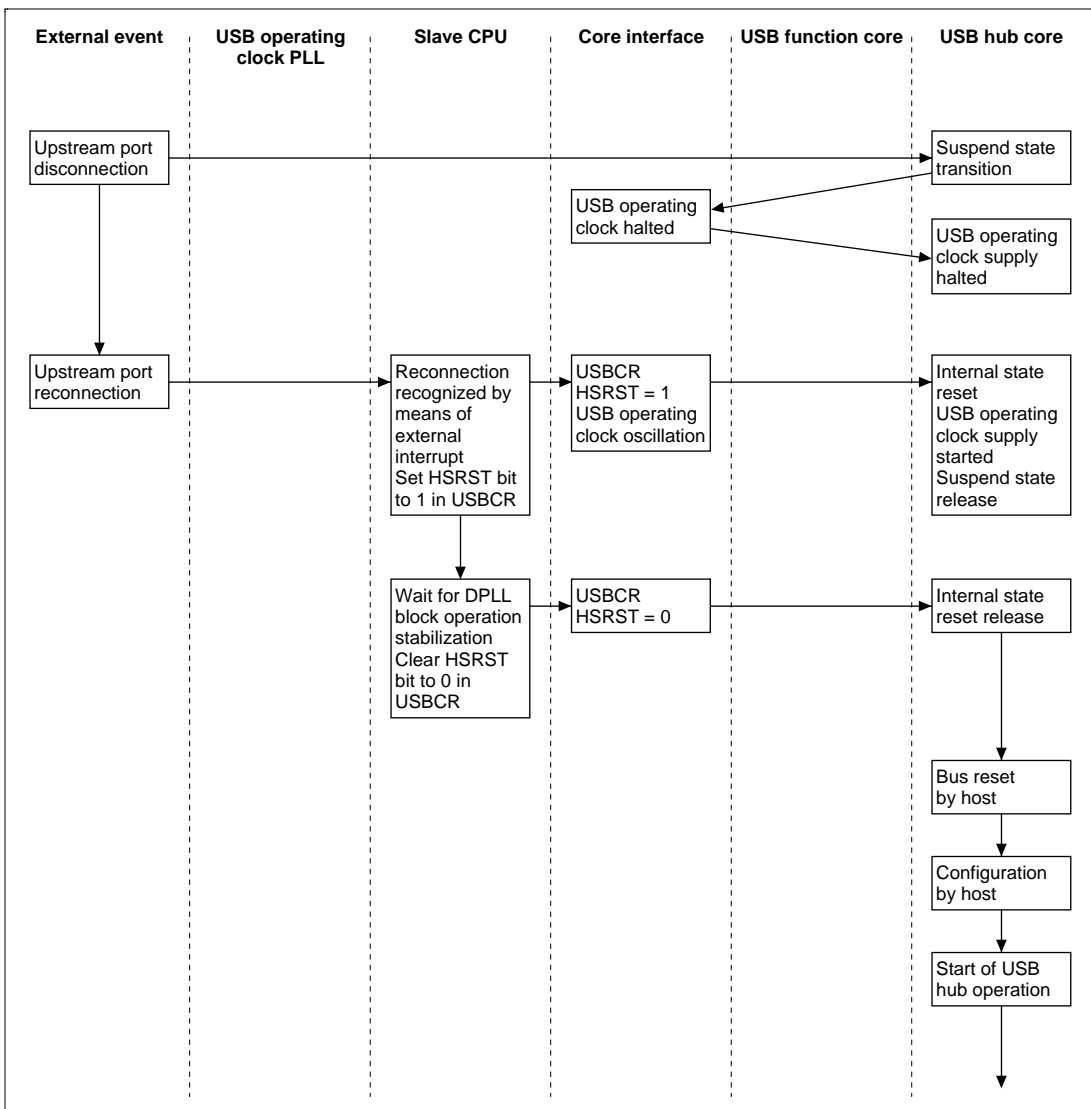 External event
USB operating
clock PLL
Slave CPU
Core interface
USB function core
USB hub core
Upstream port
disconnection
Suspend state
transition
USB operating
clock halted
USB operating
clock supply
halted
Upstream port
reconnection
Reconnection
recognized by
means of
external
interrupt
Set HSRST bit
to 1 in USBCR
USBCR
HSRST = 1
USB operating
clock oscillation
Internal state
reset
USB operating
clock supply
started
Suspend state
release
Wait for DPLL
block operation
stabilization
Clear HSRST
bit to 0 in
USBCR
USBCR
HSRST = 0
Internal state
reset release
Bus reset
by host
Configuration
by host
Start of USB
hub operation